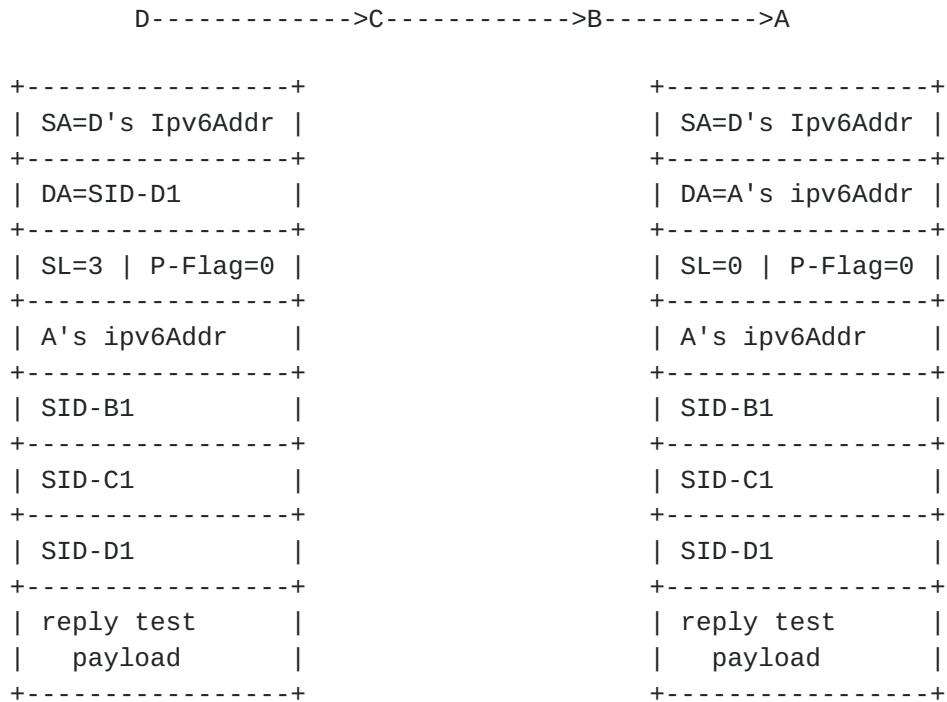 D------------->C------------>B---------->A
+-----------------+                      +-----------------+
| SA=D's Ipv6Addr |                      | SA=D's Ipv6Addr |
+-----------------+                      +-----------------+
| DA=SID-D1       |                      | DA=A's ipv6Addr |
+-----------------+                      +-----------------+
| SL=3 | P-Flag=0 |                      | SL=0 | P-Flag=0 |
+-----------------+                      +-----------------+
| A's ipv6Addr    |                      | A's ipv6Addr    |
+-----------------+                      +-----------------+
| SID-B1          |                      | SID-B1          |
+-----------------+                      +-----------------+
| SID-C1          |                      | SID-C1          |
+-----------------+                      +-----------------+
| SID-D1          |                      | SID-D1          |
+-----------------+                      +-----------------+
| reply test      |                      | reply test      |
|   payload       |                      |   payload       |
+-----------------+                      +-----------------+